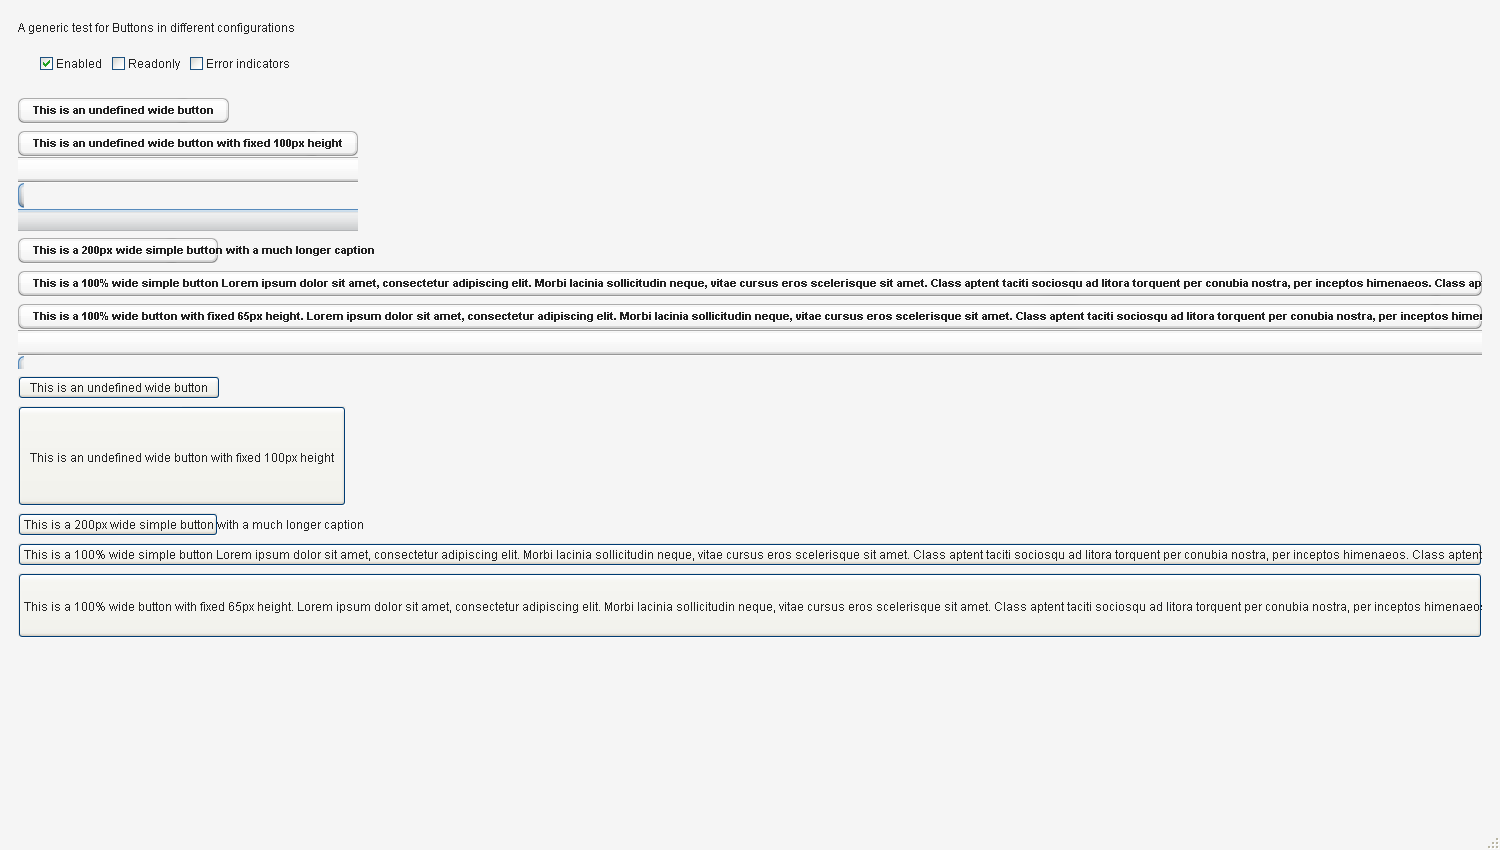 A generic test for Buttons in different configurations
Enabled Readonly Error indicators
This is an undefined wide button
This is an undefined wide button with fixed 100px height
This is a 200px wide simple button with a much longer caption
This is a 100% wide simple button Lorem ipsum dolor sit amet, consectetur adipiscing elit. Morbi lacinia sollicitudin neque, vitae cursus eros scelerisque sit amet. Class aptent taciti sociosqu ad litora torquent per conubia nostra, per inceptos himenaeos. Class ap
This is a 100% wide button with fixed 65px height. Lorem ipsum dolor sit amet, consectetur adipiscing elit. Morbi lacinia sollicitudin neque, vitae cursus eros scelerisque sit amet. Class aptent taciti sociosqu ad litora torquent per conubia nostra, per inceptos himen
This is an undefined wide button
This is an undefined wide button with fixed 100px height
This is a 200px wide simple button with a much longer caption
This is a 100% wide simple button Lorem ipsum dolor sit amet, consectetur adipiscing elit. Morbi lacinia sollicitudin neque, vitae cursus eros scelerisque sit amet. Class aptent taciti sociosqu ad litora torquent per conubia nostra, per inceptos himenaeos. Class aptent
This is a 100% wide button with fixed 65px height. Lorem ipsum dolor sit amet, consectetur adipiscing elit. Morbi lacinia sollicitudin neque, vitae cursus eros scelerisque sit amet. Class aptent taciti sociosqu ad litora torquent per conubia nostra, per inceptos himenaeo